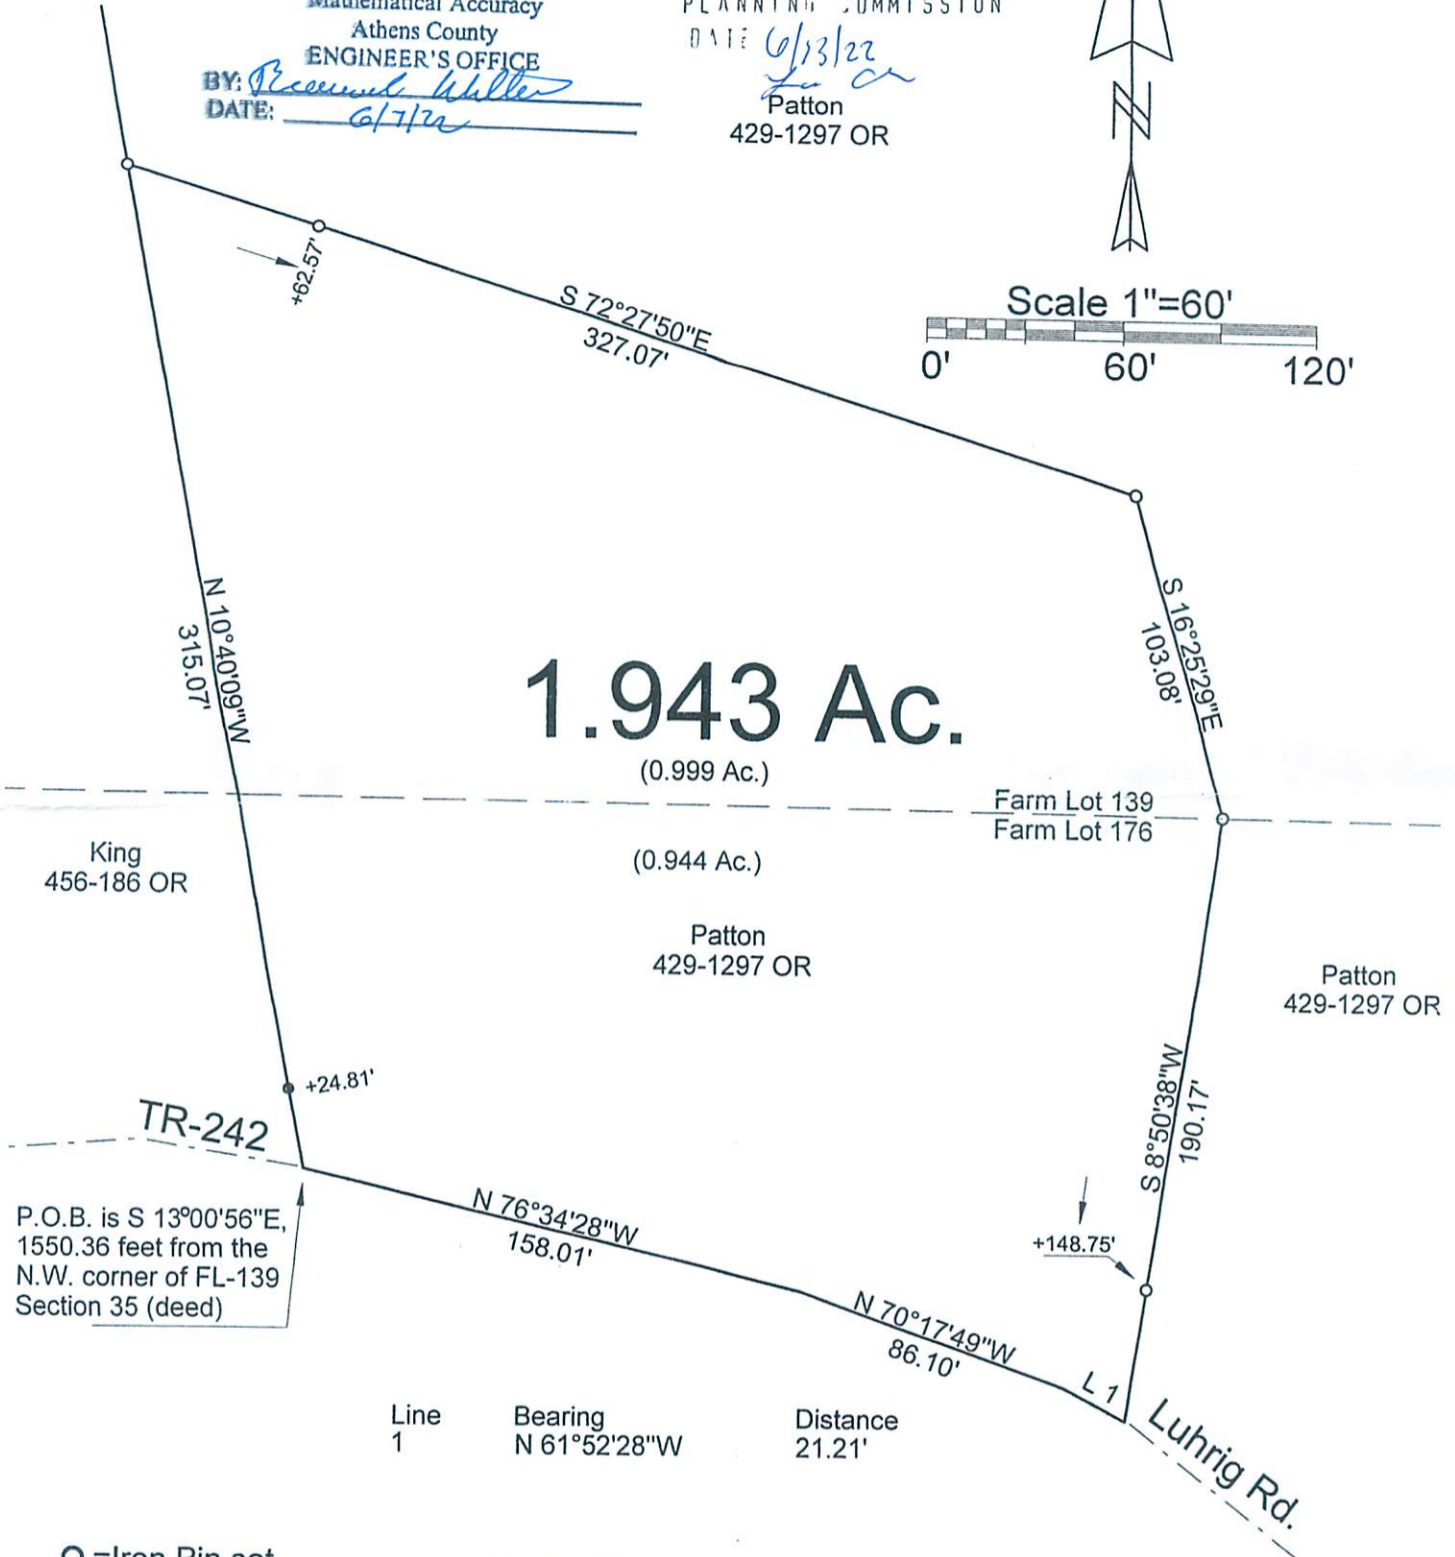 Mathematical Accuracy
Athens County
ENGINEER'S OFFICE
BY:
DATE: 6/7/22
PLANNING COMMISSION
DATE 6/13/22
Patton
429-1297 OR
N
Scale 1"=60'
0' 60' 120'
+62.57'
S 72°27'50"E
327.07'
N 10°40'09"W
315.07'
S 16°25'29"E
103.08'
1.943 Ac.
(0.999 Ac.)
Farm Lot 139
Farm Lot 176
King
456-186 OR
(0.944 Ac.)
Patton
429-1297 OR
Patton
429-1297 OR
+24.81'
TR-242
S 8°50'38"W
190.17'
P.O.B. is S 13°00'56"E,
1550.36 feet from the
N.W. corner of FL-139
Section 35 (deed)
N 76°34'28"W
158.01'
+148.75'
N 70°17'49"W
86.10'
L 1
Luhrig Rd.
Line Bearing Distance
1 N 61°52'28"W 21.21'
O =Iron Pin set